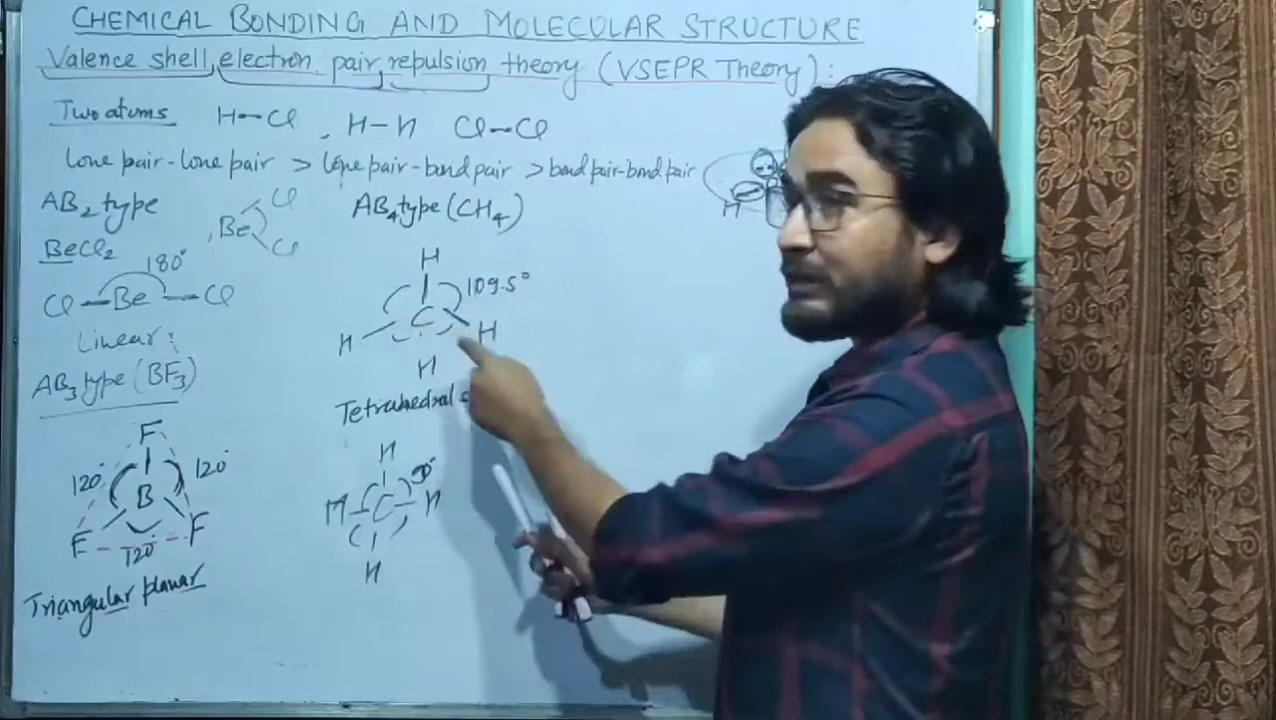 CHEMICAL BONDING AND MOLECULAR STRUCTURE
Valence shell, electron pair, repulsion theory (VSEPR Theory) :
Two atoms H-Cl , H-H Cl-Cl
Lone pair-lone pair > lone pair-bond pair > bond pair-bond pair
AB2 type
BeCl2
Be
Cl
Cl
180°
Cl-Be-Cl
Linear :
AB3 type (BF3)
F
120° 120°
B
F F
120°
Triangular planar
AB4 type (CH4)
H
109.5°
C
H H
H
Tetrahedral
H
90°
H C H
H
H